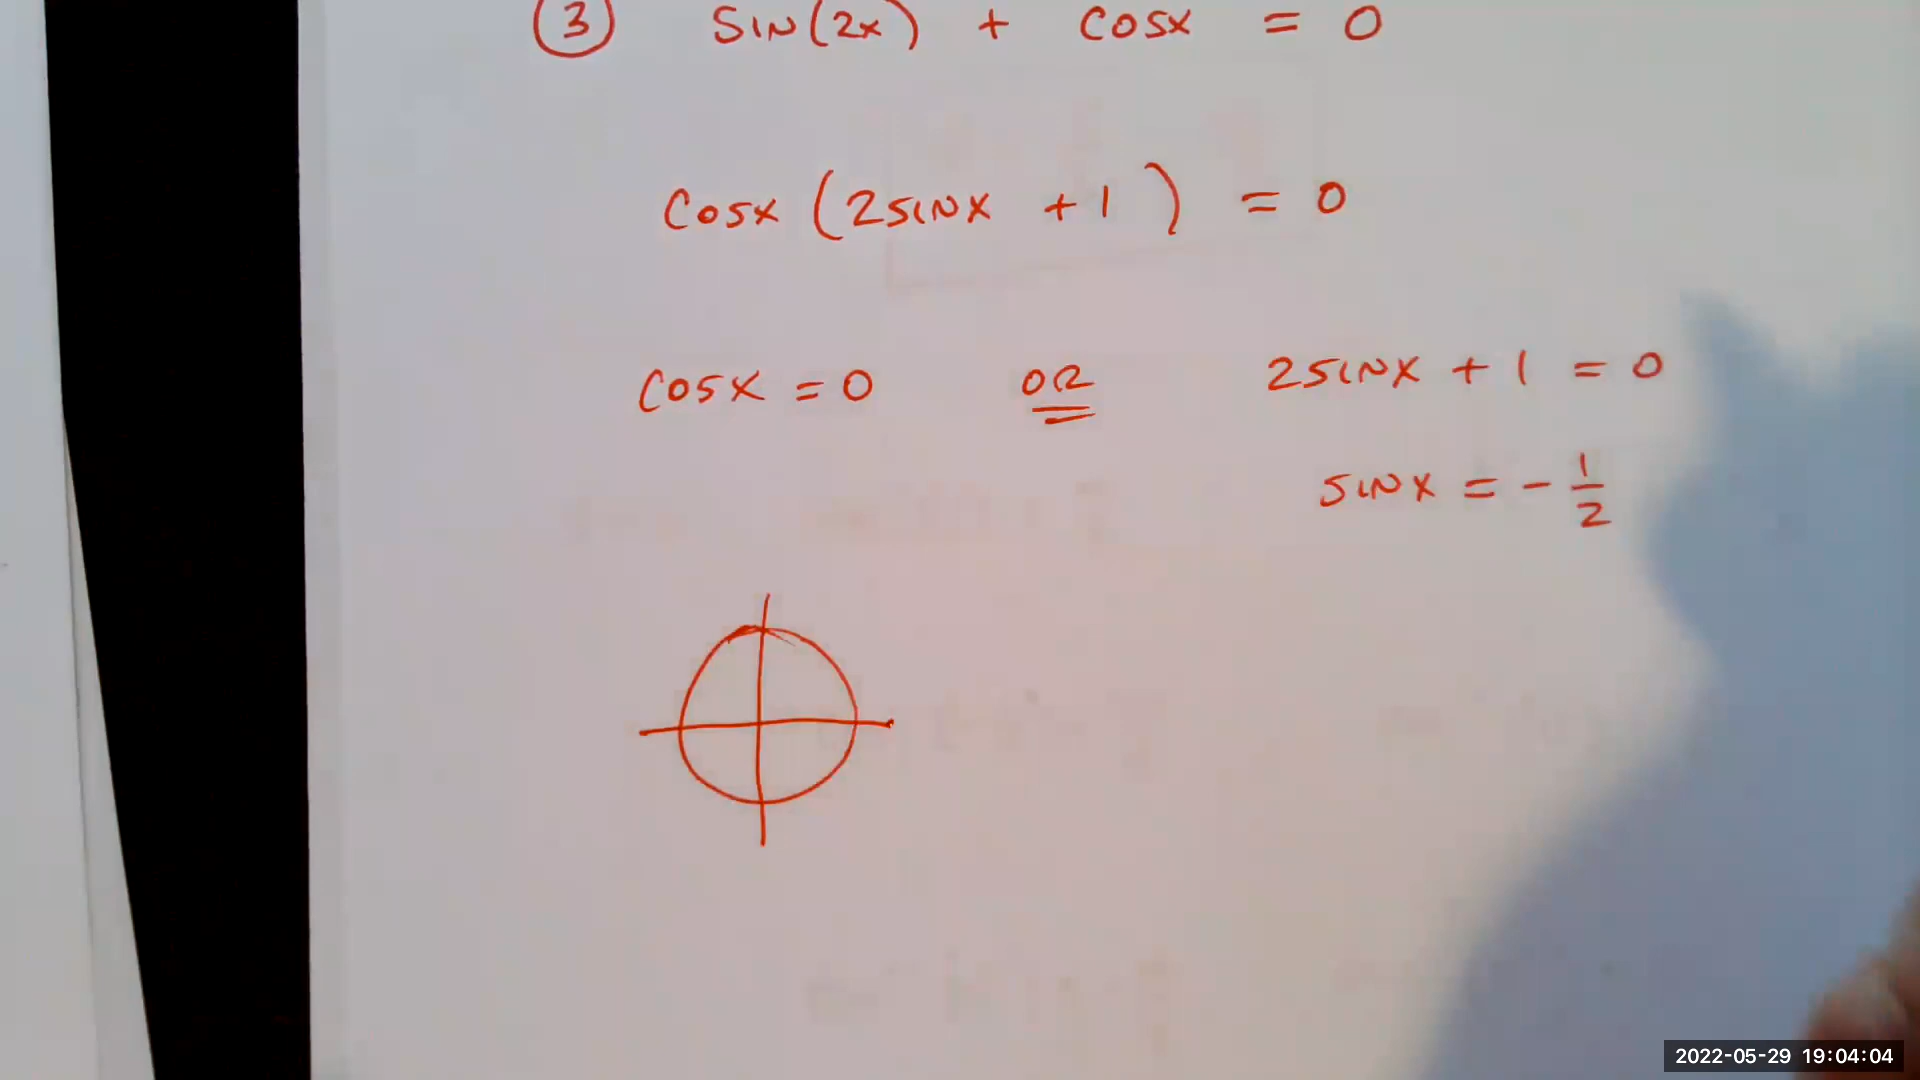 ③ SIN(2x) + COSX = 0
COSX (2SINX + 1) = 0
COSX = 0 OR 2SINX + 1 = 0
SINX = - 1/2
2022-05-29 19:04:04